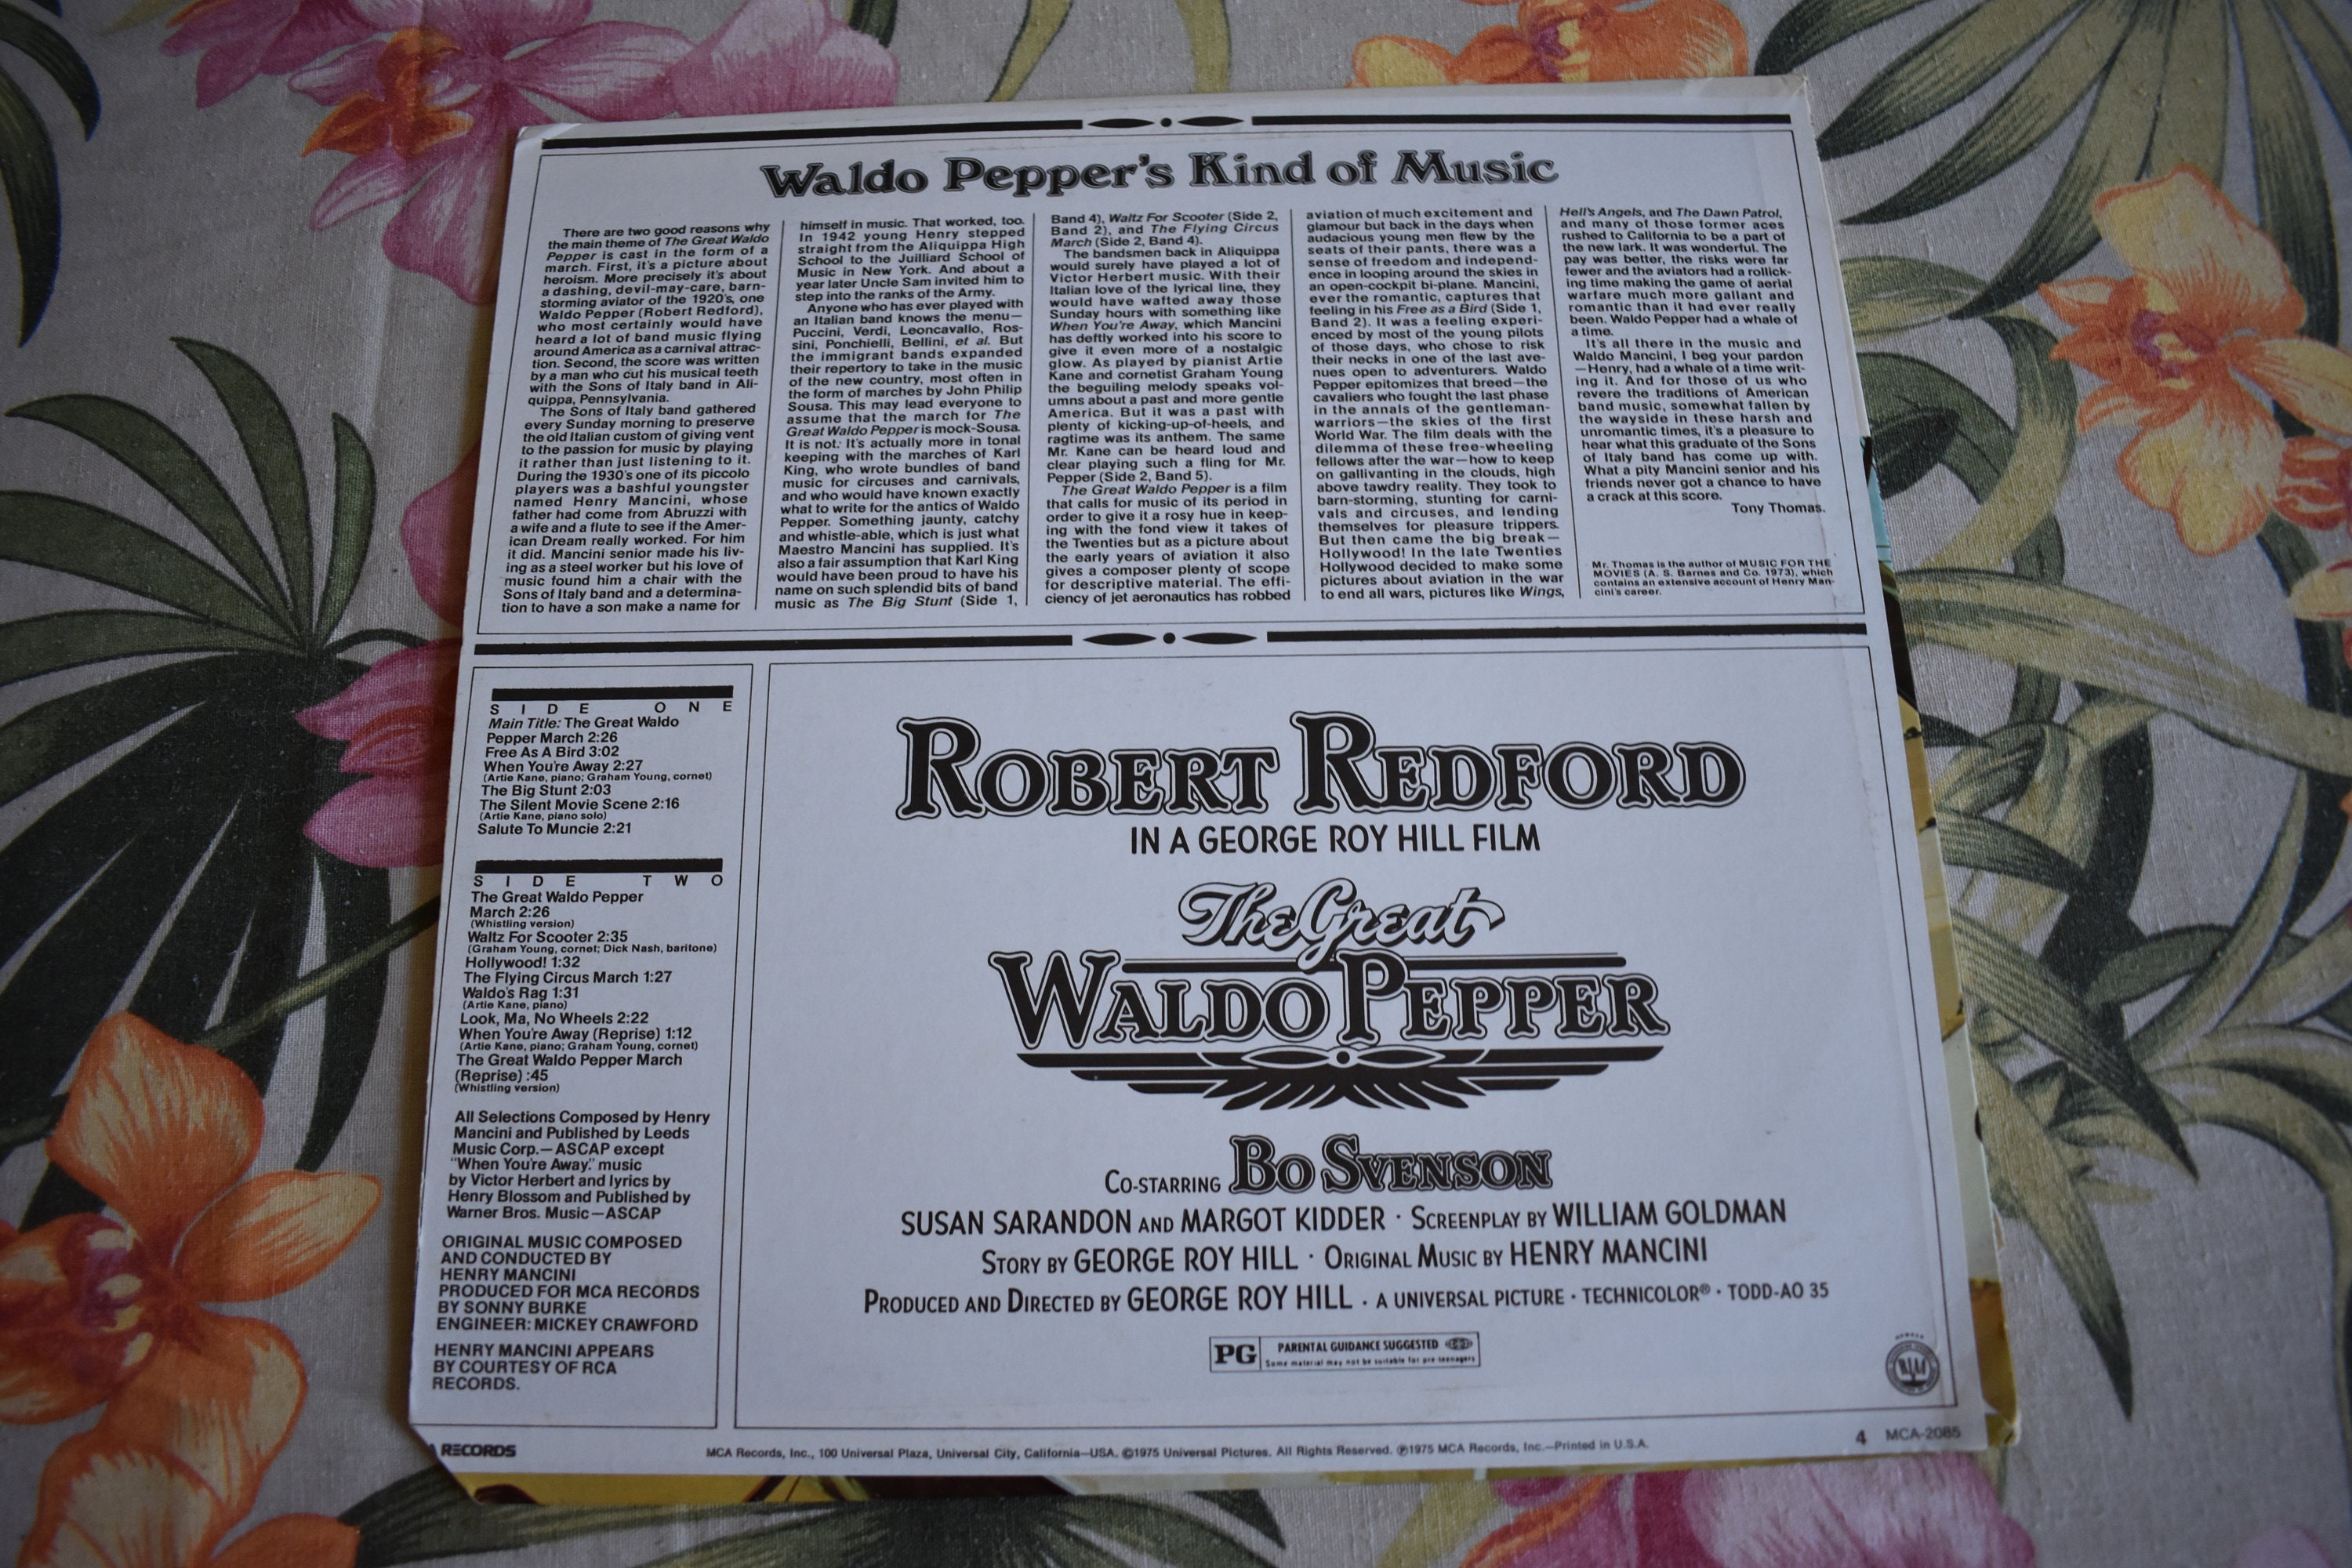 Waldo Pepper's Kind of Music
There are two good reasons why
the main theme of The Great Waldo
Pepper is cast in the form of a
march. First, it's a picture about
heroism. More precisely it's about
a dashing, devil-may-care, barn-
storming aviator of the 1920's, one
Waldo Pepper (Robert Redford),
who most certainly would have
heard a lot of band music flying
around America as a carnival attrac-
tion. Second, the score was written
by a man who cut his musical teeth
with the Sons of Italy band in Ali-
quippa, Pennsylvania.
The Sons of Italy band gathered
every Sunday morning to preserve
the old Italian custom of giving vent
to the passion for music by playing
it rather than just listening to it.
During the 1930's one of its piccolo
players was a bashful youngster
named Henry Mancini, whose
father had come from Abruzzi with
a wife and a flute to see if the Amer-
ican Dream really worked. For him
it did. Mancini senior made his liv-
ing as a steel worker but his love of
music found him a chair with the
Sons of Italy band and a determina-
tion to have a son make a name for
himself in music. That worked, too.
In 1942 young Henry stepped
straight from the Aliquippa High
School to the Juilliard School of
Music in New York. And about a
year later Uncle Sam invited him to
step into the ranks of the Army.
Anyone who has ever played with
an Italian band knows the menu—
Puccini, Verdi, Leoncavallo, Ros-
sini, Ponchielli, Bellini, et al. But
the immigrant bands expanded
their repertory to take in the music
of the new country, most often in
the form of marches by John Philip
Sousa. This may lead everyone to
assume that the march for The
Great Waldo Pepper is mock-Sousa.
It is not: It's actually more in tonal
keeping with the marches of Karl
King, who wrote bundles of band
music for circuses and carnivals,
and who would have known exactly
what to write for the antics of Waldo
Pepper. Something jaunty, catchy
and whistle-able, which is just what
Maestro Mancini has supplied. It's
also a fair assumption that Karl King
would have been proud to have his
name on such splendid bits of band
music as The Big Stunt (Side 1,
Band 4), Waltz For Scooter (Side 2,
Band 2), and The Flying Circus
March (Side 2, Band 4).
The bandsmen back in Aliquippa
would surely have played a lot of
Victor Herbert music. With their
Italian love of the lyrical line, they
would have wafted away those
Sunday hours with something like
When You're Away, which Mancini
has deftly worked into his score to
give it even more of a nostalgic
glow. As played by pianist Artie
Kane and cornetist Graham Young
the beguiling melody speaks vol-
umns about a past and more gentle
America. But it was a past with
plenty of kicking-up-of-heels, and
ragtime was its anthem. The same
Mr. Kane can be heard loud and
clear playing such a fling for Mr.
Pepper (Side 2, Band 5).
The Great Waldo Pepper is a film
that calls for music of its period in
order to give it a rosy hue in keep-
ing with the fond view it takes of
the Twenties but as a picture about
the early years of aviation it also
gives a composer plenty of scope
for descriptive material. The effi-
ciency of jet aeronautics has robbed
aviation of much excitement and
glamour but back in the days when
audacious young men flew by the
seats of their pants, there was a
sense of freedom and independ-
ence in looping around the skies in
an open-cockpit bi-plane. Mancini,
ever the romantic, captures that
feeling in his Free as a Bird (Side 1,
Band 2). It was a feeling experi-
enced by most of the young pilots
of those days, who chose to risk
their necks in one of the last ave-
nues open to adventurers. Waldo
Pepper epitomizes that breed—the
cavaliers who fought the last phase
in the annals of the gentleman-
warriors—the skies of the first
World War. The film deals with the
dilemma of these free-wheeling
fellows after the war—how to keep
on gallivanting in the clouds, high
above tawdry reality. They took to
barn-storming, stunting for carni-
vals and circuses, and lending
themselves for pleasure trippers.
But then came the big break—
Hollywood! In the late Twenties
Hollywood decided to make some
pictures about aviation in the war
to end all wars, pictures like Wings,
Hell's Angels, and The Dawn Patrol,
and many of those former aces
rushed to California to be a part of
the new lark. It was wonderful. The
pay was better, the risks were far
fewer and the aviators had a rollick-
ing time making the game of aerial
warfare much more gallant and
romantic than it had ever really
been. Waldo Pepper had a whale of
a time.
It's all there in the music and
Waldo Mancini, I beg your pardon
—Henry, had a whale of a time writ-
ing it. And for those of us who
revere the traditions of American
band music, somewhat fallen by
the wayside in these harsh and
unromantic times, it's a pleasure to
hear what this graduate of the Sons
of Italy band has come up with.
What a pity Mancini senior and his
friends never got a chance to have
a crack at this score.
Tony Thomas.
Mr. Thomas is the author of MUSIC FOR THE
MOVIES (A. S. Barnes and Co. 1973), which
contains an extensive account of Henry Man-
cini's career.
SIDE ONE
Main Title: The Great Waldo
Pepper March 2:26
Free As A Bird 3:02
When You're Away 2:27
(Artie Kane, piano; Graham Young, cornet)
The Big Stunt 2:03
The Silent Movie Scene 2:16
(Artie Kane, piano solo)
Salute To Muncie 2:21
SIDE TWO
The Great Waldo Pepper
March 2:26
(Whistling version)
Waltz For Scooter 2:35
(Graham Young, cornet; Dick Nash, baritone)
Hollywood! 1:32
The Flying Circus March 1:27
Waldo's Rag 1:31
(Artie Kane, piano)
Look, Ma, No Wheels 2:22
When You're Away (Reprise) 1:12
(Artie Kane, piano; Graham Young, cornet)
The Great Waldo Pepper March
(Reprise) :45
(Whistling version)
All Selections Composed by Henry
Mancini and Published by Leeds
Music Corp.—ASCAP except
"When You're Away." music
by Victor Herbert and lyrics by
Henry Blossom and Published by
Warner Bros. Music—ASCAP
ORIGINAL MUSIC COMPOSED
AND CONDUCTED BY
HENRY MANCINI
PRODUCED FOR MCA RECORDS
BY SONNY BURKE
ENGINEER: MICKEY CRAWFORD
HENRY MANCINI APPEARS
BY COURTESY OF RCA
RECORDS.
ROBERT REDFORD
IN A GEORGE ROY HILL FILM
The Great
WALDO PEPPER
CO-STARRING BO SVENSON
SUSAN SARANDON AND MARGOT KIDDER · SCREENPLAY BY WILLIAM GOLDMAN
STORY BY GEORGE ROY HILL · ORIGINAL MUSIC BY HENRY MANCINI
PRODUCED AND DIRECTED BY GEORGE ROY HILL · A UNIVERSAL PICTURE · TECHNICOLOR® · TODD-AO 35
PG PARENTAL GUIDANCE SUGGESTED
Some material may not be suitable for pre-teenagers
A RECORDS
MCA Records, Inc., 100 Universal Plaza, Universal City, California—USA. ©1975 Universal Pictures. All Rights Reserved. ℗1975 MCA Records, Inc.—Printed in U.S.A.
4 MCA-2085